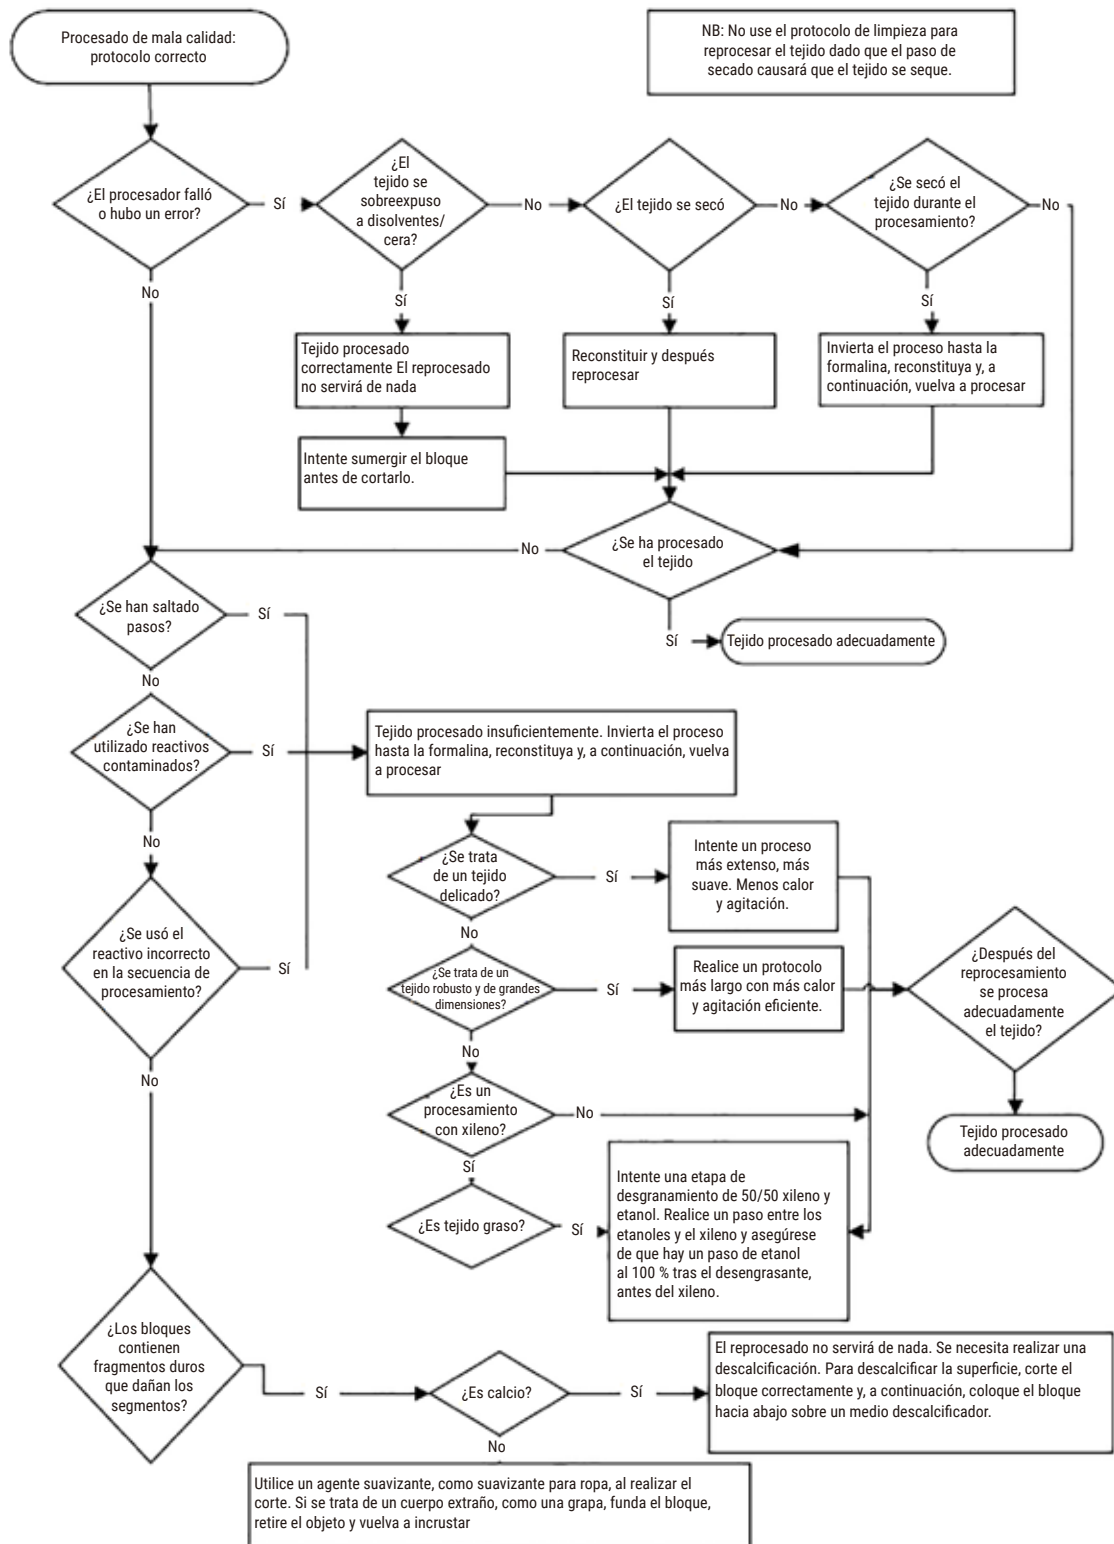 Procesado de mala calidad:
protocolo correcto
NB: No use el protocolo de limpieza para
reprocesar el tejido dado que el paso de
secado causará que el tejido se seque.
¿El procesador falló
o hubo un error?
Sí
¿El
tejido se
sobreexpuso
a disolventes/
cera?
No
¿El tejido se secó
No
¿Se secó el
tejido durante el
procesamiento?
No
No
Sí
Sí
Sí
Tejido procesado
correctamente El reprocesado
no servirá de nada
Reconstituir y después
reprocesar
Invierta el proceso hasta la
formalina, reconstituya y, a
continuación, vuelva a procesar
Intente sumergir el bloque
antes de cortarlo.
¿Se ha procesado
el tejido
No
Sí
Tejido procesado adecuadamente
¿Se han saltado
pasos?
Sí
No
¿Se han
utilizado reactivos
contaminados?
Sí
Tejido procesado insuficientemente. Invierta el proceso
hasta la formalina, reconstituya y, a continuación, vuelva
a procesar
No
¿Se usó el
reactivo incorrecto
en la secuencia de
procesamiento?
Sí
No
¿Se trata
de un tejido
delicado?
Sí
Intente un proceso
más extenso, más
suave. Menos calor
y agitación.
No
¿Se trata de un
tejido robusto y de grandes
dimensiones?
Sí
Realice un protocolo
más largo con más calor
y agitación eficiente.
¿Después del
reprocesamiento
se procesa
adecuadamente
el tejido?
No
¿Es un
procesamiento
con xileno?
No
Tejido procesado
adecuadamente
Sí
¿Es tejido graso?
Sí
Intente una etapa de
desgranamiento de 50/50 xileno y
etanol. Realice un paso entre los
etanoles y el xileno y asegúrese
de que hay un paso de etanol
al 100 % tras el desengrasante,
antes del xileno.
¿Los bloques
contienen
fragmentos duros
que dañan los
segmentos?
Sí
¿Es calcio?
Sí
El reprocesado no servirá de nada. Se necesita realizar una
descalcificación. Para descalcificar la superficie, corte el
bloque correctamente y, a continuación, coloque el bloque
hacia abajo sobre un medio descalcificador.
No
Utilice un agente suavizante, como suavizante para ropa, al realizar el
corte. Si se trata de un cuerpo extraño, como una grapa, funda el bloque,
retire el objeto y vuelva a incrustar